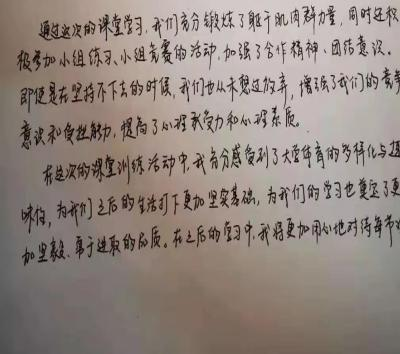 通过这次的课堂学习,我们充分锻炼了躯干肌肉群力量,同时还积
极参加小组练习、小组竞赛的活动,加强了合作精神、团结意识。
即使是在坚持不下去的时候,我们也从未想过放弃,增强了我们的竞争
意识和受挫能力,提高了心理承受力和心理素质。
在这次的课堂训练活动中,我充分感受到了大学体育的多样化与趣
味性,为我们之后的生活打下更加坚实基础,为我们的学习也奠定了更
加坚毅、勇于进取的品质。在之后的学习中,我将更加用心地对待每节